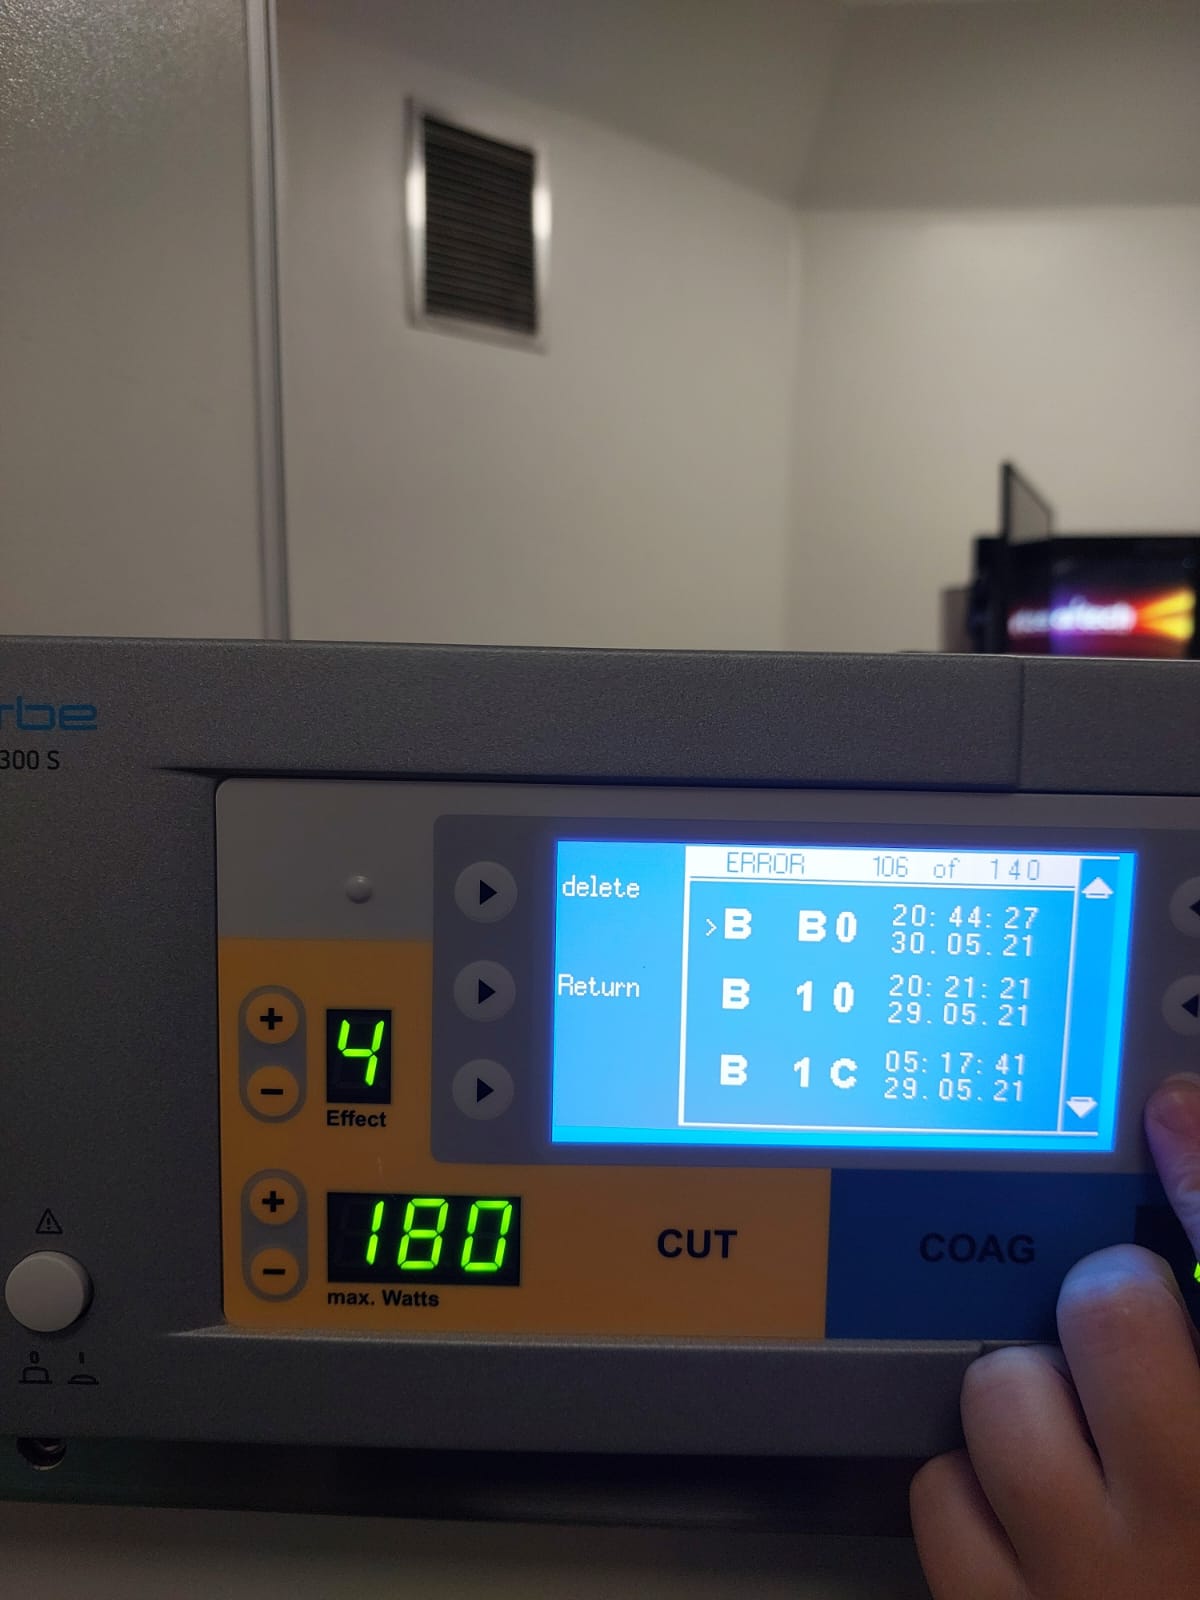 rbe
300 S
ERROR 106 of 140
delete
>B B0 20:44:27
30.05.21
Return
B 10 20:21:21
29.05.21
B 1C 05:17:41
29.05.21
+
4
−
Effect
+
180
−
max. Watts
CUT
COAG
0 I